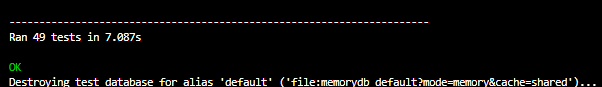 ----------------------------------------------------------------------
Ran 49 tests in 7.087s
OK
Destroying test database for alias 'default' ('file:memorydb_default?mode=memory&cache=shared')...